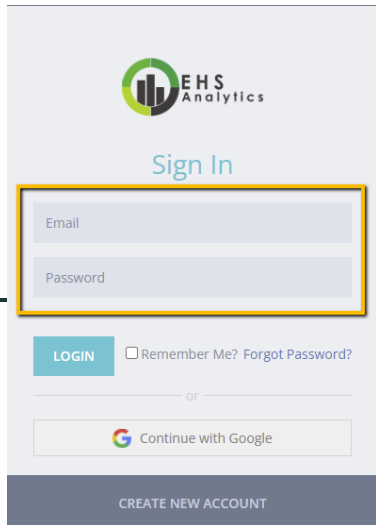 EHS
Analytics
Sign In
Email
Password
LOGIN Remember Me? Forgot Password?
or
Continue with Google
CREATE NEW ACCOUNT